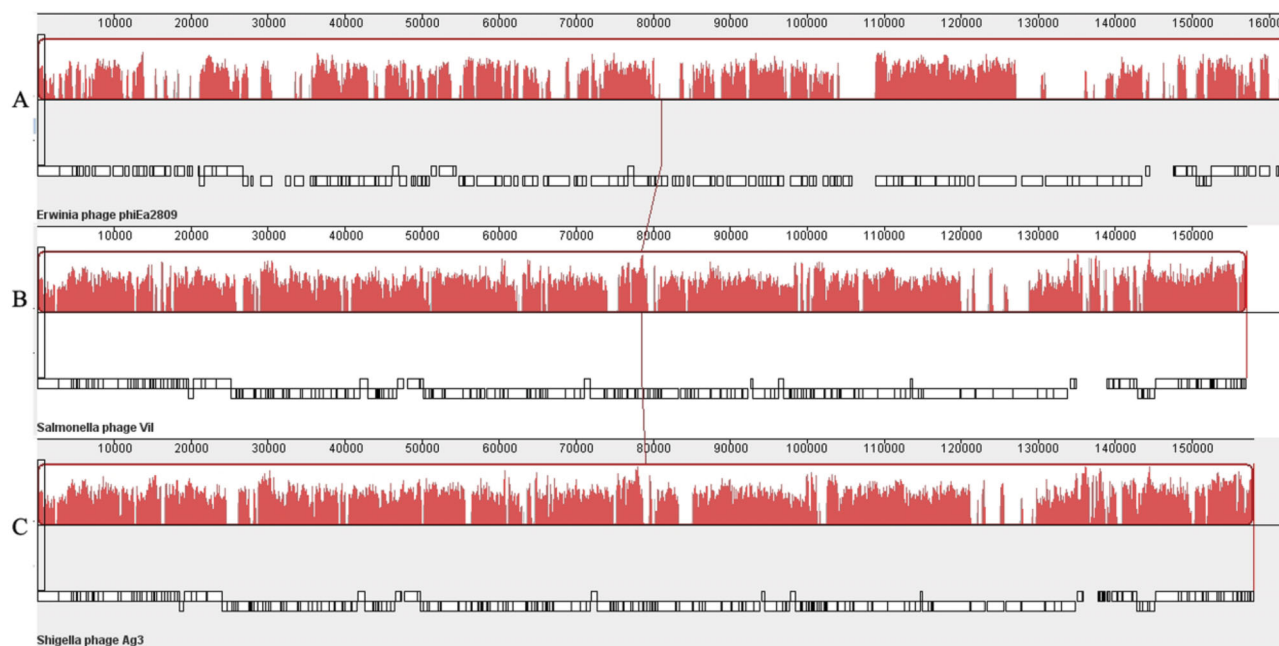 10000 20000 30000 40000 50000 60000 70000 80000 90000 100000 110000 120000 130000 140000 150000 16000
A
Erwinia phage phiEa2809
10000 20000 30000 40000 50000 60000 70000 80000 90000 100000 110000 120000 130000 140000 150000
B
Salmonella phage ViI
10000 20000 30000 40000 50000 60000 70000 80000 90000 100000 110000 120000 130000 140000 150000
C
Shigella phage Ag3